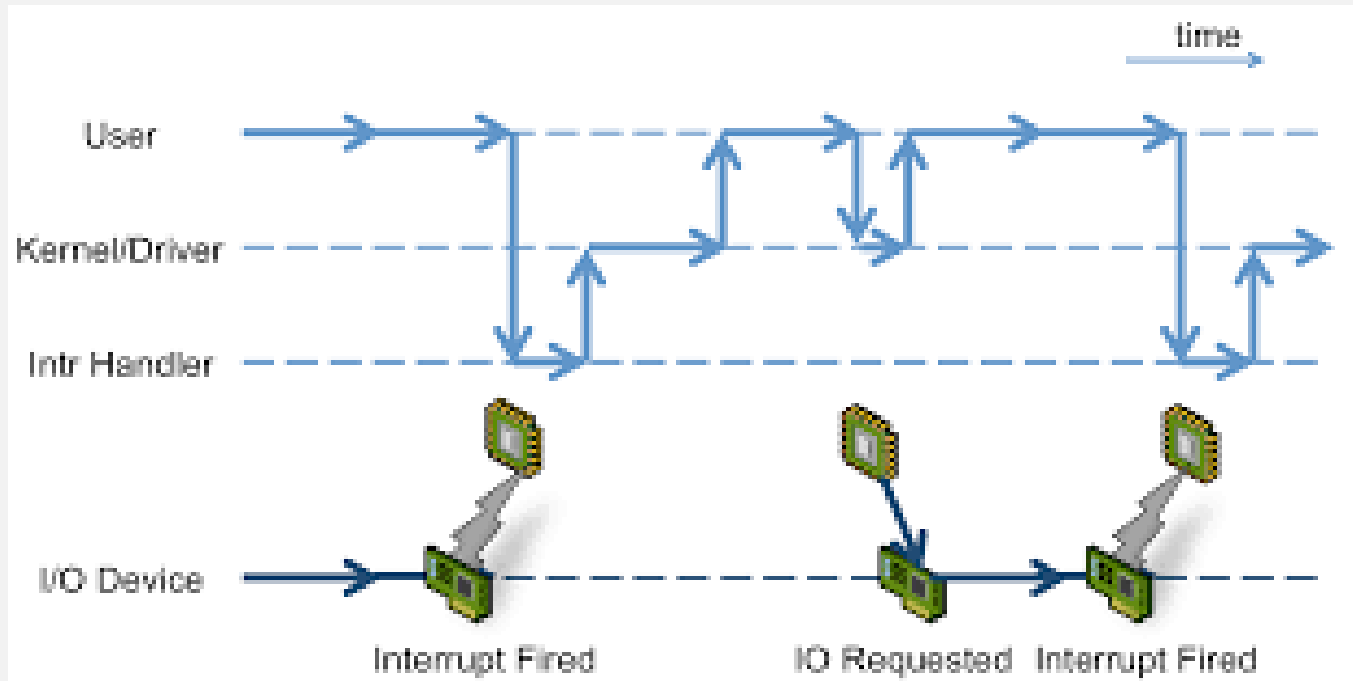 time
User
Kernel/Driver
Intr Handler
I/O Device
Interrupt Fired
IO Requested
Interrupt Fired